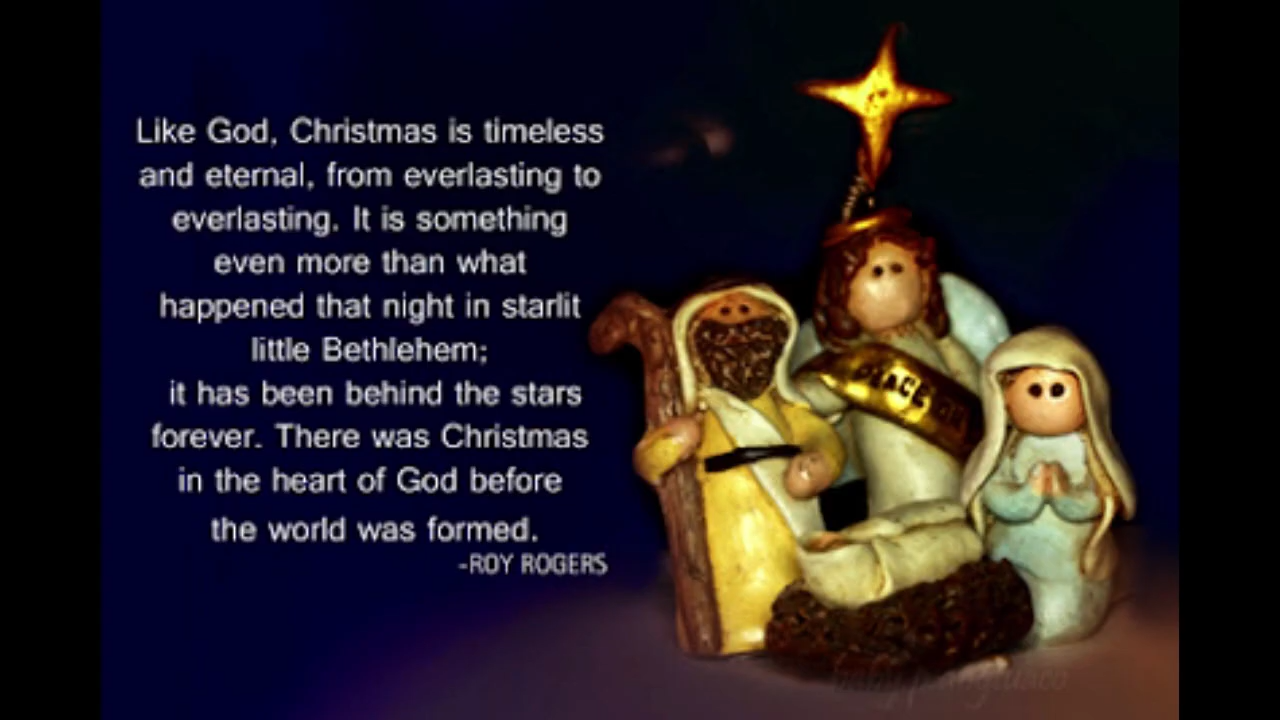 Like God, Christmas is timeless
and eternal, from everlasting to
everlasting. It is something
even more than what
happened that night in starlit
little Bethlehem;
it has been behind the stars
forever. There was Christmas
in the heart of God before
the world was formed.
-ROY ROGERS
PEACE ON